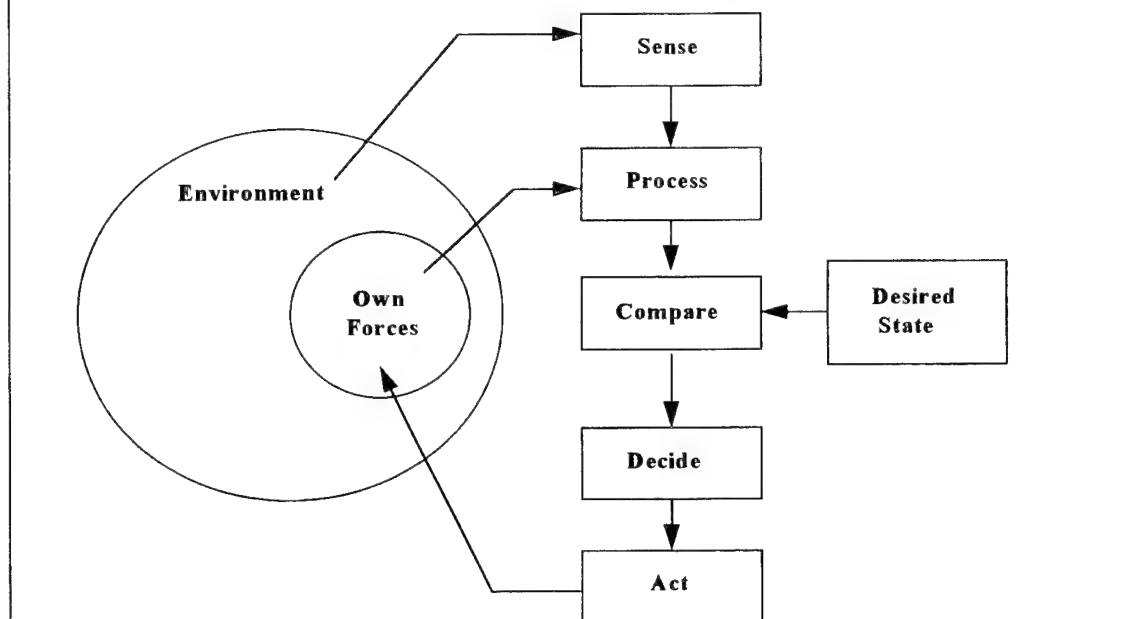 Sense
Process
Environment
Own
Forces
Compare
Desired
State
Decide
Act